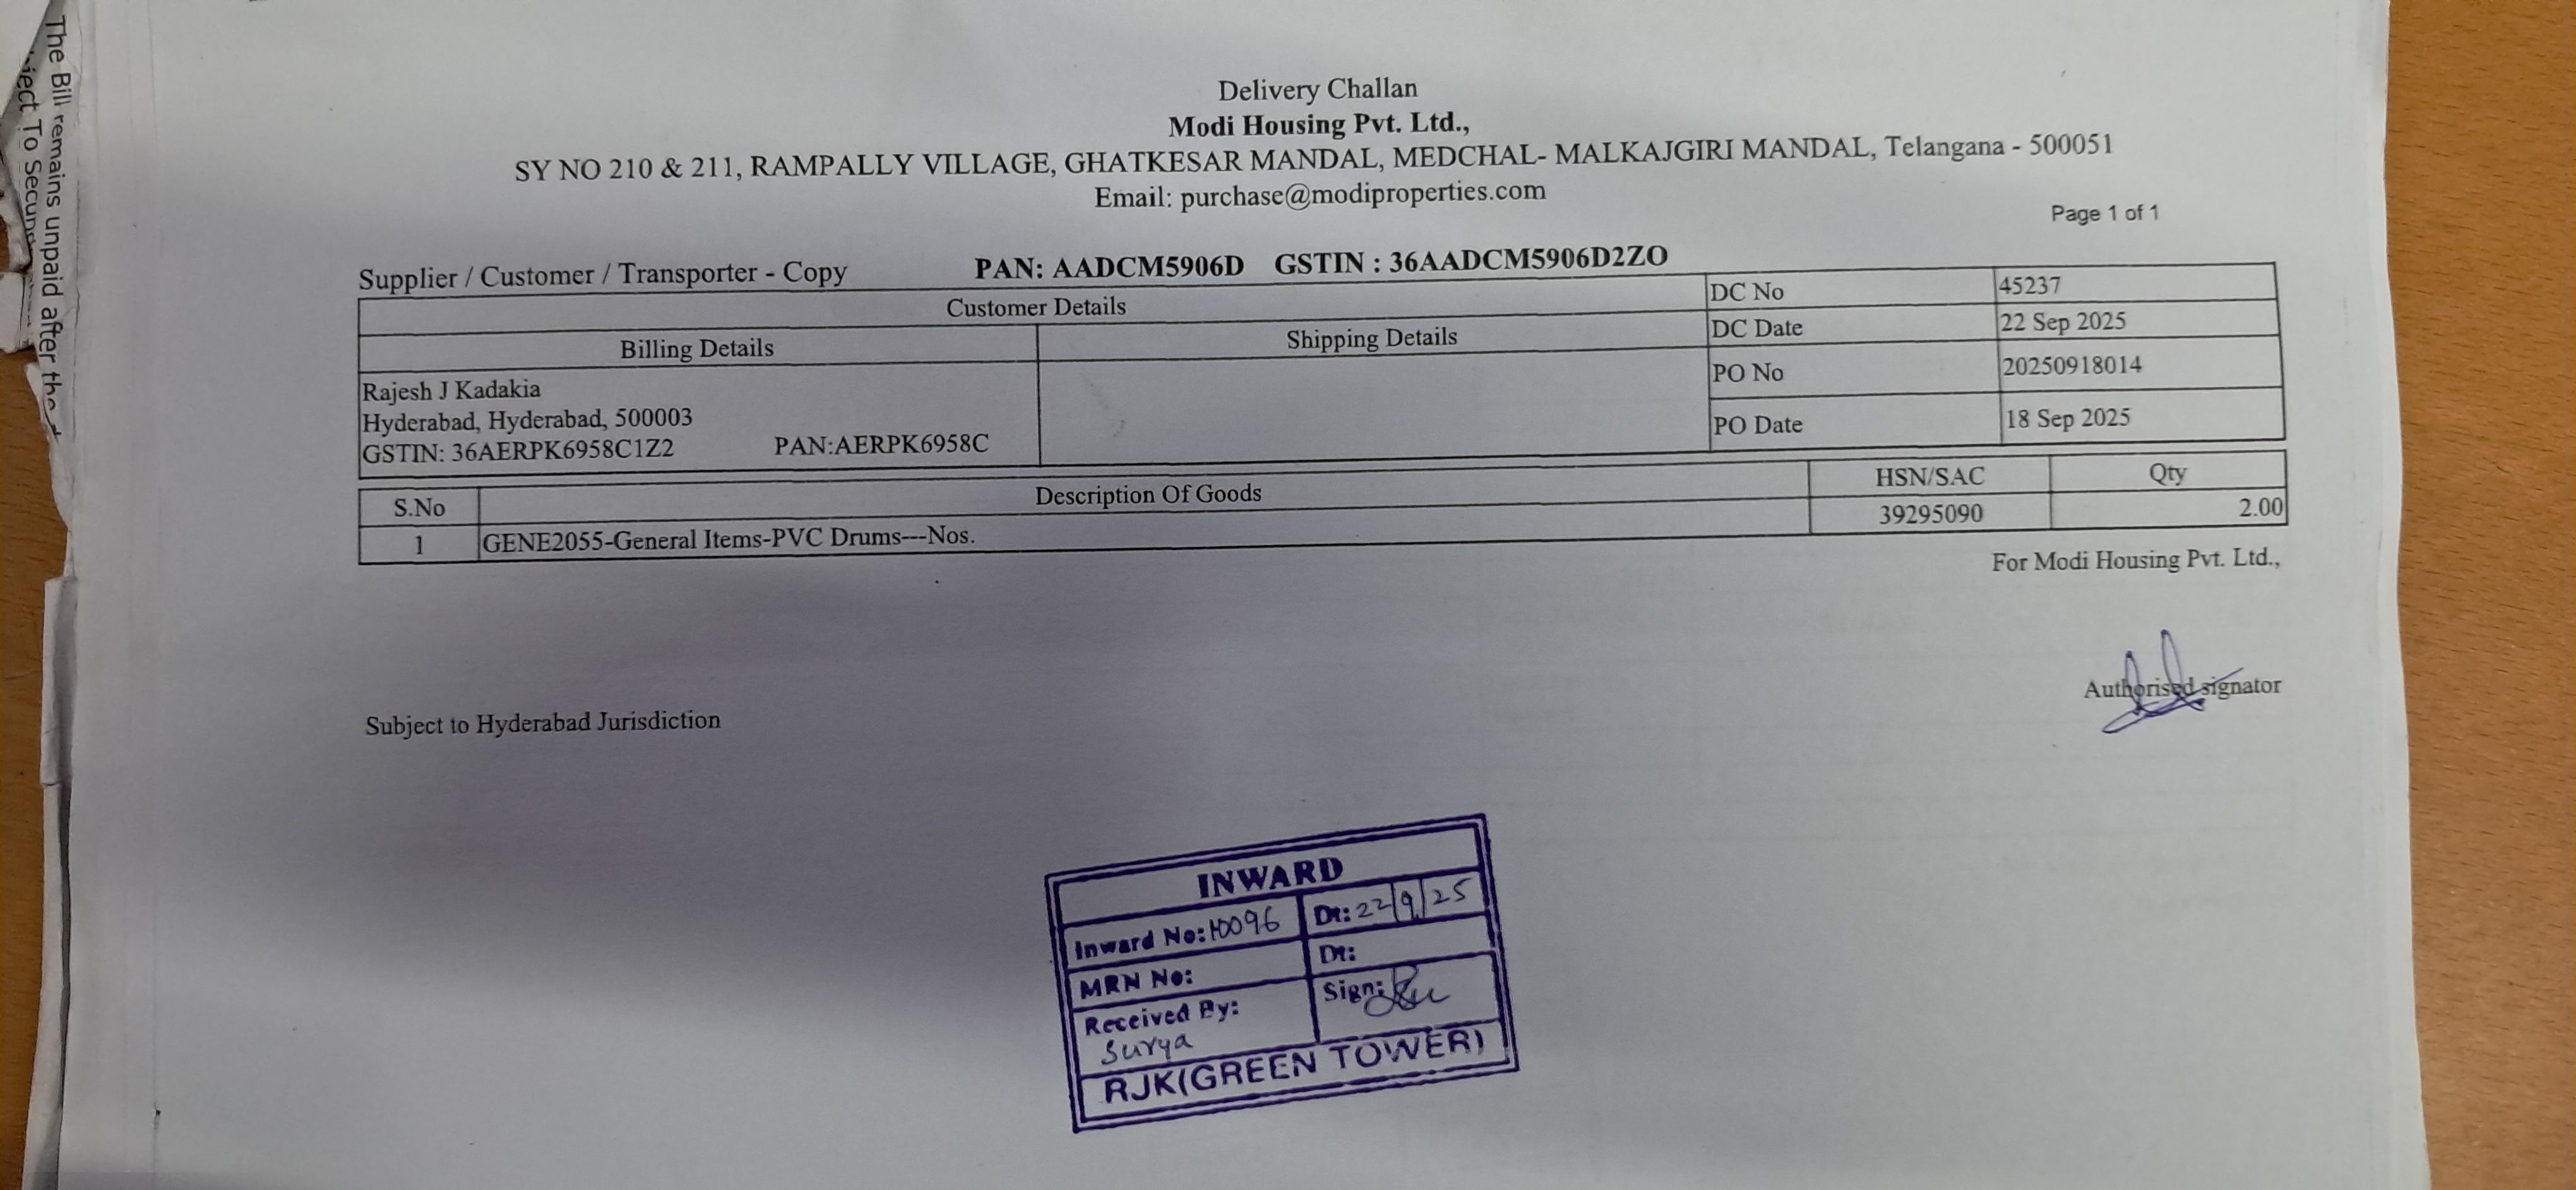 The Bill remains unpaid after the
To
Delivery Challan
Modi Housing Pvt. Ltd.,
SY NO 210 & 211, RAMPALLY VILLAGE, GHATKESAR MANDAL, MEDCHAL- MALKAJGIRI MANDAL, Telangana - 500051
Email: purchase@modiproperties.com
Page 1 of 1
Supplier / Customer / Transporter - Copy PAN: AADCM5906D GSTIN : 36AADCM5906D2ZO
Customer Details
DC No 45237
Billing Details Shipping Details
DC Date 22 Sep 2025
Rajesh J Kadakia
PO No 20250918014
Hyderabad, Hyderabad, 500003
PO Date 18 Sep 2025
GSTIN: 36AERPK6958C1Z2 PAN:AERPK6958C
S.No Description Of Goods HSN/SAC Qty
1 GENE2055-General Items-PVC Drums---Nos. 39295090 2.00
For Modi Housing Pvt. Ltd.,
Authorised signator
Subject to Hyderabad Jurisdiction
INWARD
Inward No: 10096 Dt: 22/9/25
MRN No: Dt:
Received By: Sign:
Surya
RJK(GREEN TOWER)